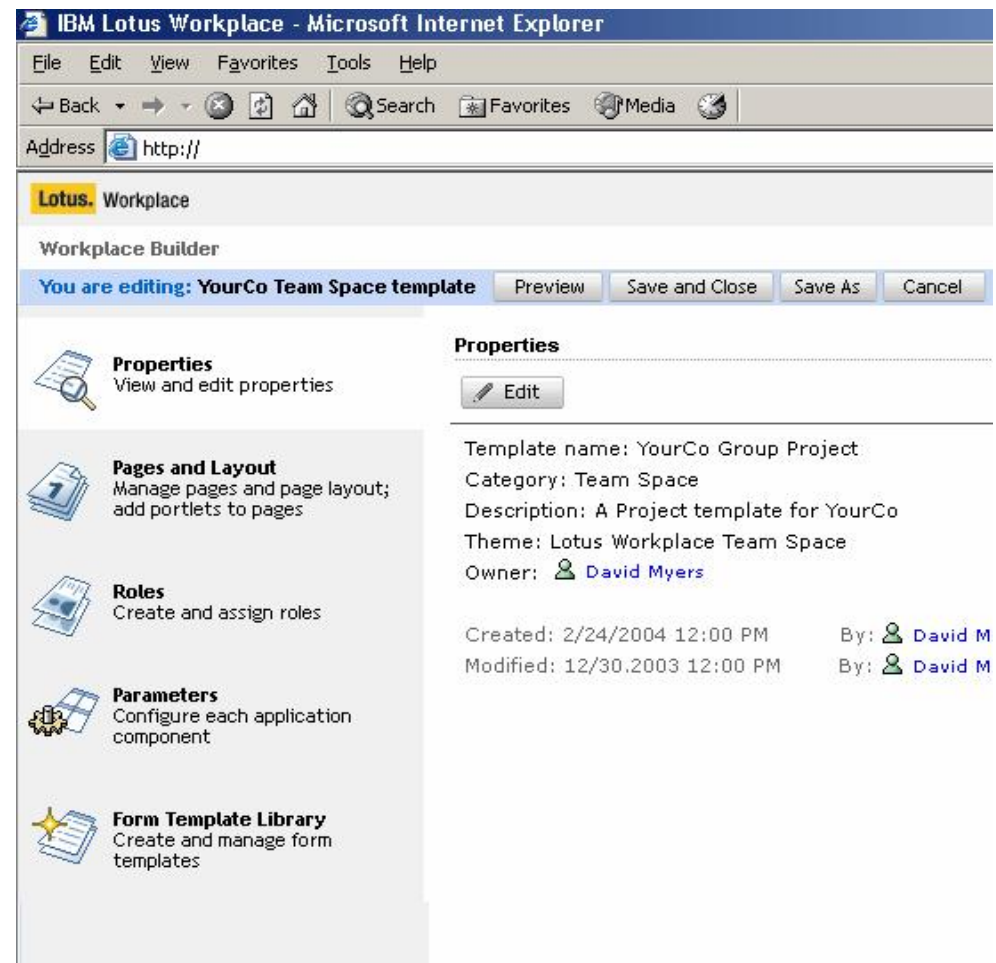 IBM Lotus Workplace - Microsoft Internet Explorer
File Edit View Favorites Tools Help
Back Search Favorites Media
Address http://
Lotus. Workplace
Workplace Builder
You are editing: YourCo Team Space template Preview Save and Close Save As Cancel
Properties
View and edit properties
Pages and Layout
Manage pages and page layout;
add portlets to pages
Roles
Create and assign roles
Parameters
Configure each application
component
Form Template Library
Create and manage form
templates
Properties
Edit
Template name: YourCo Group Project
Category: Team Space
Description: A Project template for YourCo
Theme: Lotus Workplace Team Space
Owner: David Myers
Created: 2/24/2004 12:00 PM By: David M
Modified: 12/30.2003 12:00 PM By: David M